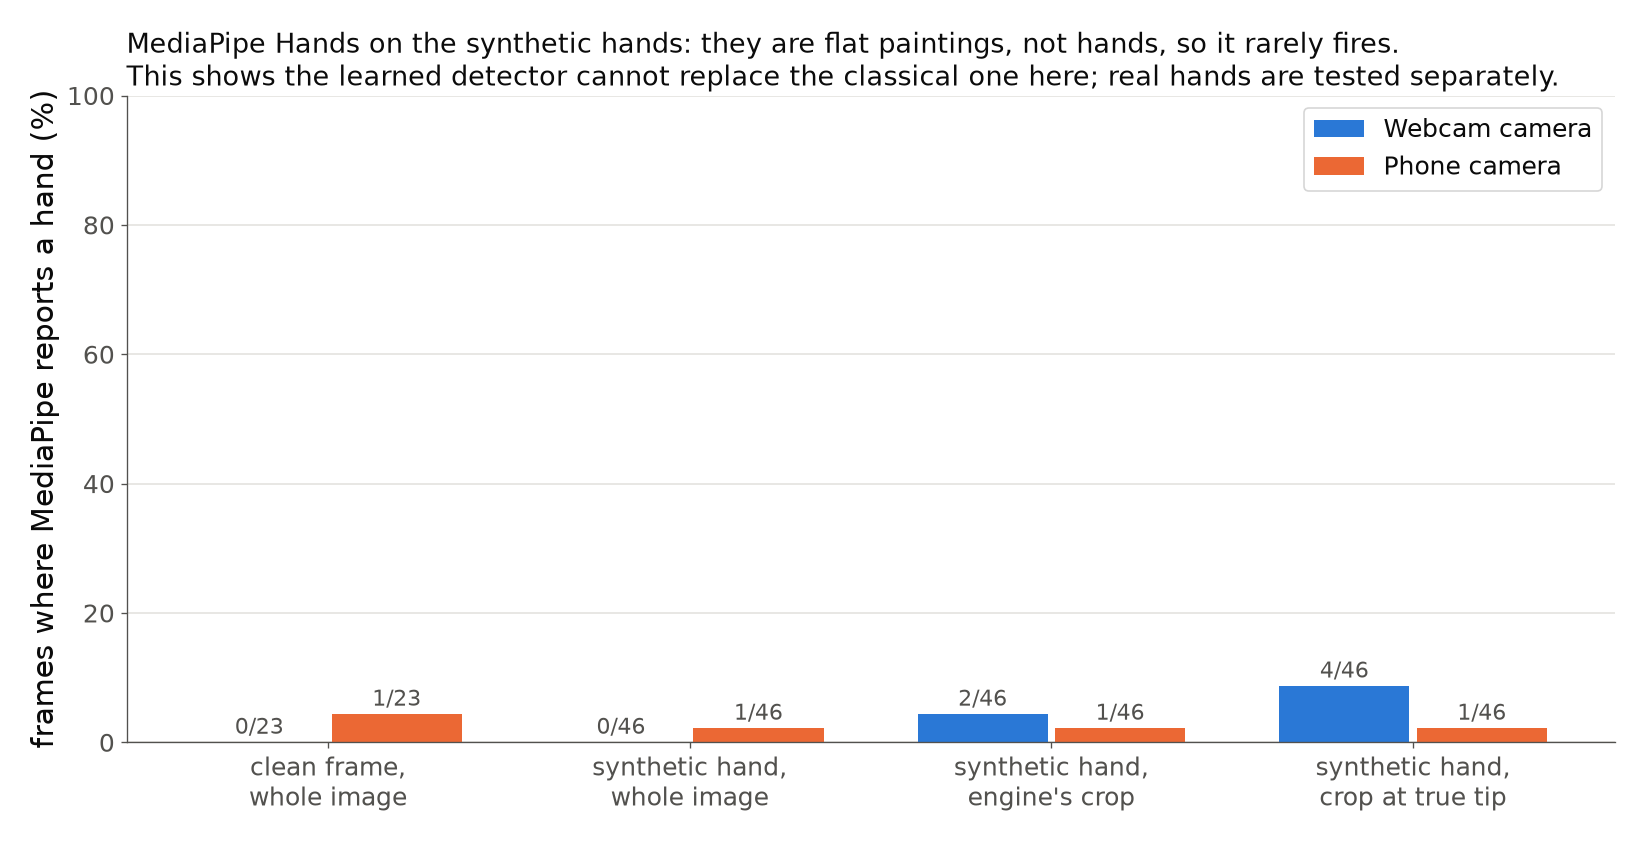 MediaPipe Hands on the synthetic hands: they are flat paintings, not hands, so it rarely fires.
This shows the learned detector cannot replace the classical one here; real hands are tested separately.
frames where MediaPipe reports a hand (%)
100
80
60
40
20
0
Webcam camera
Phone camera
0/23
1/23
0/46
1/46
2/46
1/46
4/46
1/46
clean frame,
whole image
synthetic hand,
whole image
synthetic hand,
engine's crop
synthetic hand,
crop at true tip